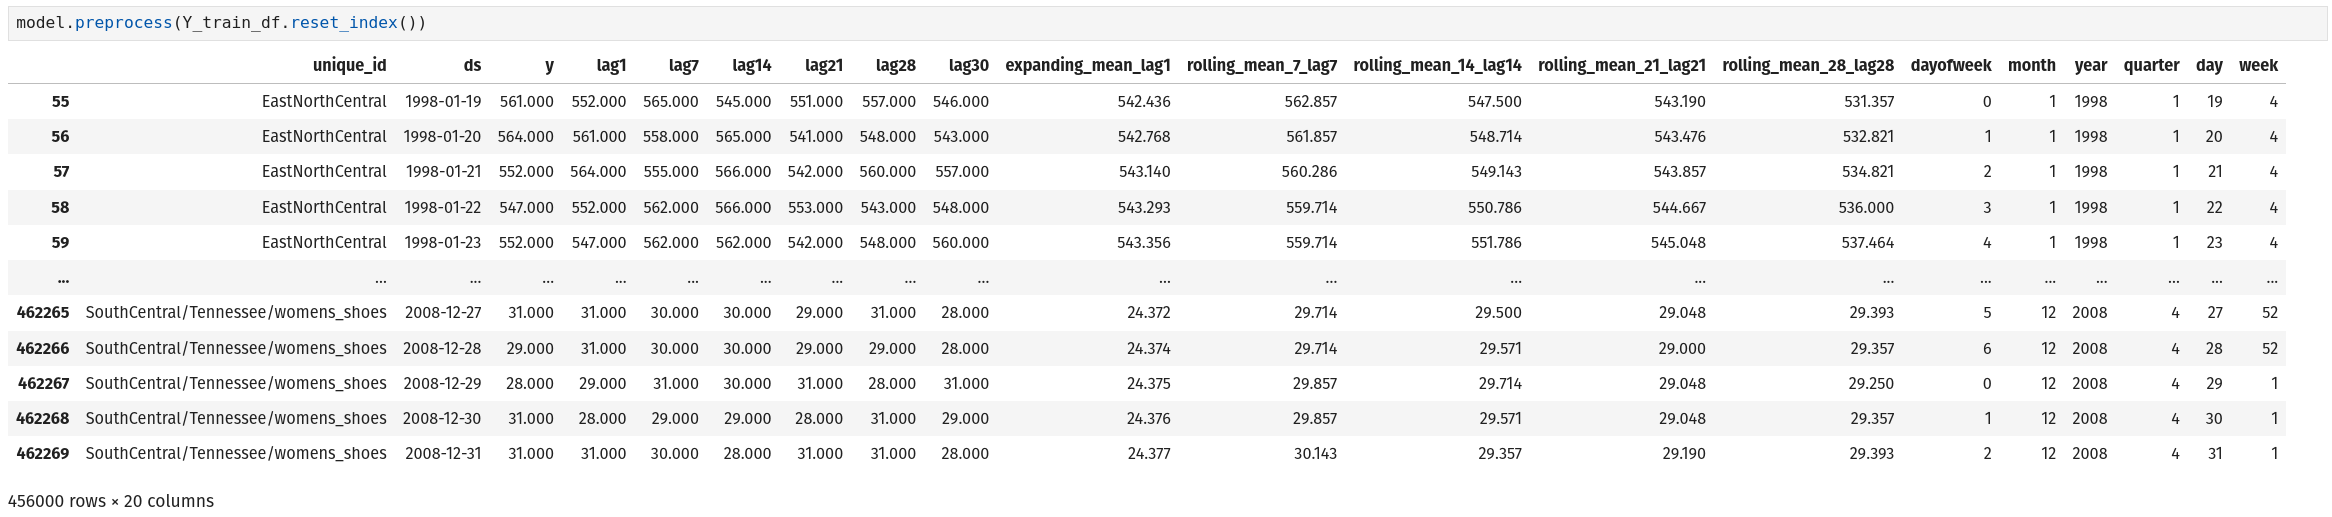 model.preprocess(Y_train_df.reset_index())
unique_id ds y lag1 lag7 lag14 lag21 lag28 lag30 expanding_mean_lag1 rolling_mean_7_lag7 rolling_mean_14_lag14 rolling_mean_21_lag21 rolling_mean_28_lag28 dayofweek month year quarter day week
55 EastNorthCentral 1998-01-19 561.000 552.000 565.000 545.000 551.000 557.000 546.000 542.436 562.857 547.500 543.190 531.357 0 1 1998 1 19 4
56 EastNorthCentral 1998-01-20 564.000 561.000 558.000 565.000 541.000 548.000 543.000 542.768 561.857 548.714 543.476 532.821 1 1 1998 1 20 4
57 EastNorthCentral 1998-01-21 552.000 564.000 555.000 566.000 542.000 560.000 557.000 543.140 560.286 549.143 543.857 534.821 2 1 1998 1 21 4
58 EastNorthCentral 1998-01-22 547.000 552.000 562.000 566.000 553.000 543.000 548.000 543.293 559.714 550.786 544.667 536.000 3 1 1998 1 22 4
59 EastNorthCentral 1998-01-23 552.000 547.000 562.000 562.000 542.000 548.000 560.000 543.356 559.714 551.786 545.048 537.464 4 1 1998 1 23 4
... ... ... ... ... ... ... ... ... ... ... ... ... ... ... ... ... ... ... ... ...
462265 SouthCentral/Tennessee/womens_shoes 2008-12-27 31.000 31.000 30.000 30.000 29.000 31.000 28.000 24.372 29.714 29.500 29.048 29.393 5 12 2008 4 27 52
462266 SouthCentral/Tennessee/womens_shoes 2008-12-28 29.000 31.000 30.000 30.000 29.000 29.000 28.000 24.374 29.714 29.571 29.000 29.357 6 12 2008 4 28 52
462267 SouthCentral/Tennessee/womens_shoes 2008-12-29 28.000 29.000 31.000 30.000 31.000 28.000 31.000 24.375 29.857 29.714 29.048 29.250 0 12 2008 4 29 1
462268 SouthCentral/Tennessee/womens_shoes 2008-12-30 31.000 28.000 29.000 29.000 28.000 31.000 29.000 24.376 29.857 29.571 29.048 29.357 1 12 2008 4 30 1
462269 SouthCentral/Tennessee/womens_shoes 2008-12-31 31.000 31.000 30.000 28.000 31.000 31.000 28.000 24.377 30.143 29.357 29.190 29.393 2 12 2008 4 31 1
456000 rows × 20 columns